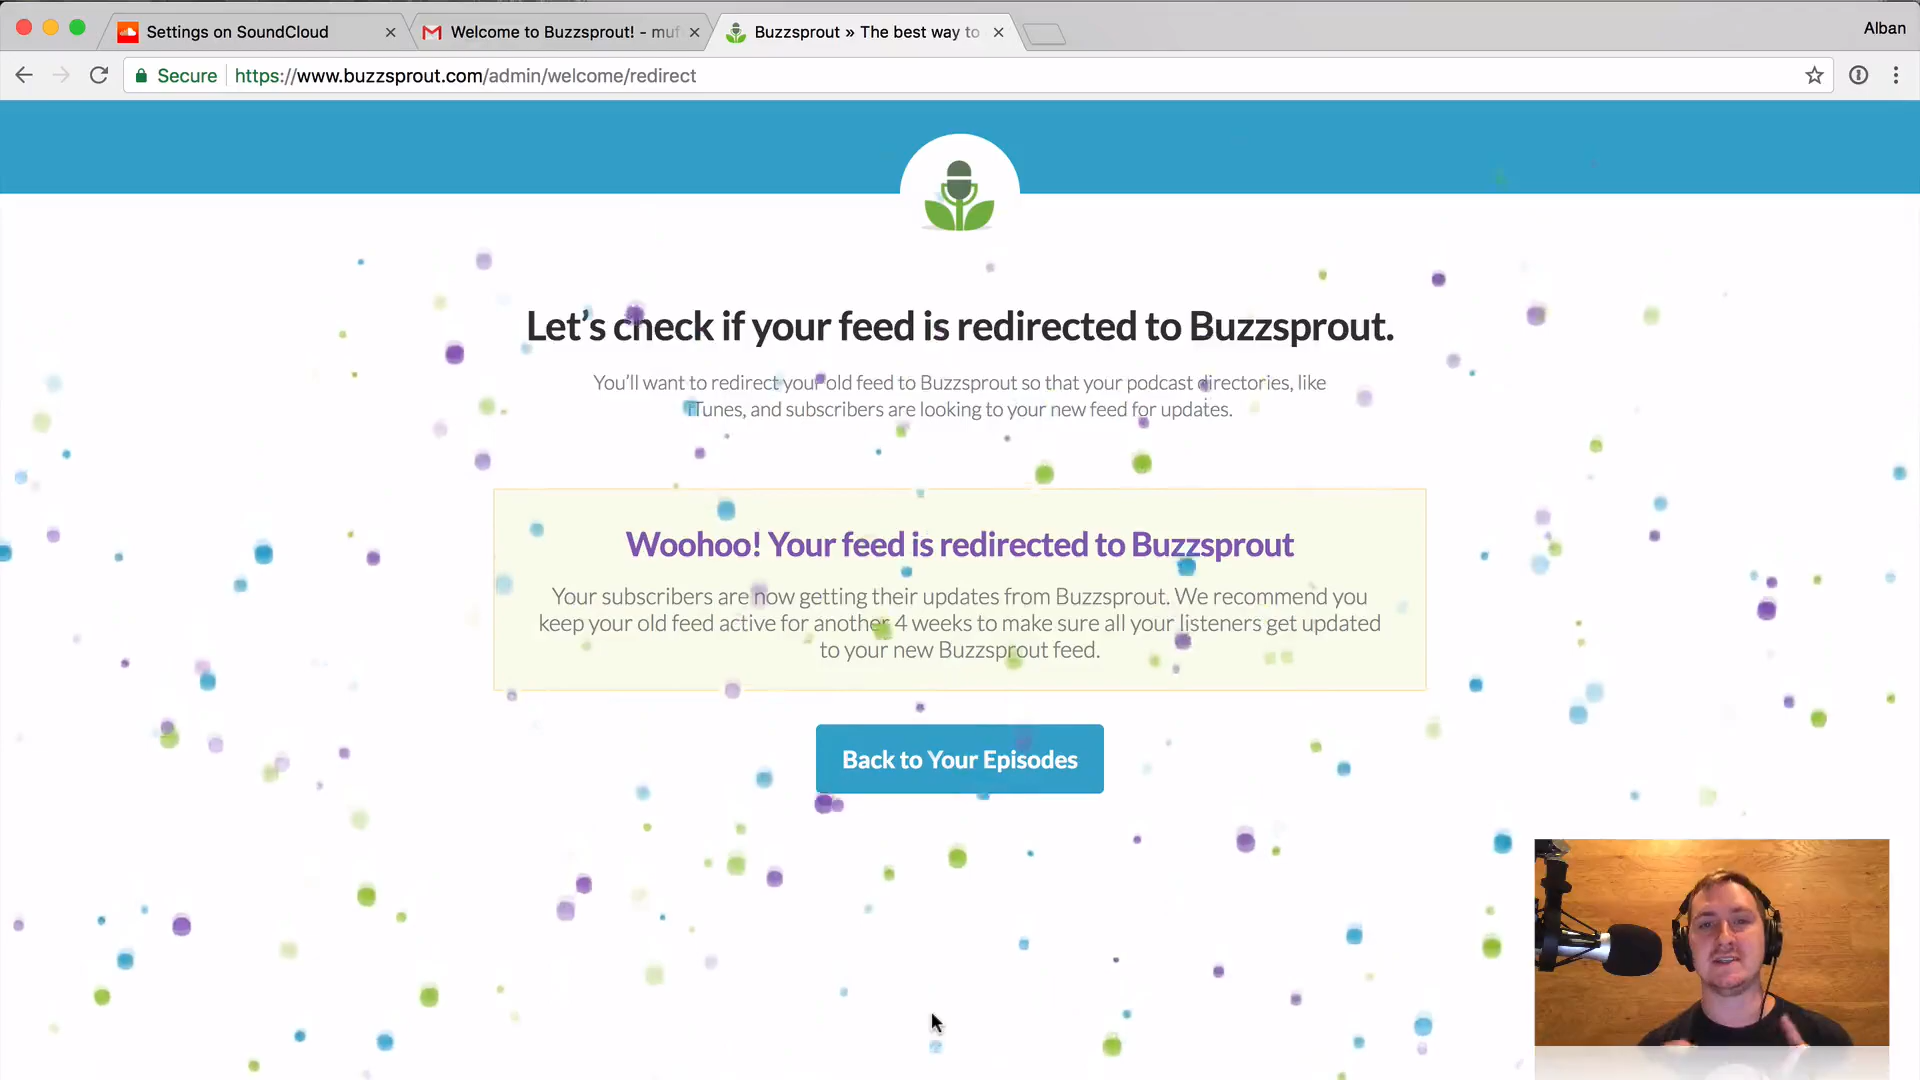 Settings on SoundCloud
Welcome to Buzzsprout! - muf
Buzzsprout » The best way to
Alban
Secure https://www.buzzsprout.com/admin/welcome/redirect
Let's check if your feed is redirected to Buzzsprout.
You'll want to redirect your old feed to Buzzsprout so that your podcast directories, like
iTunes, and subscribers are looking to your new feed for updates.
Woohoo! Your feed is redirected to Buzzsprout
Your subscribers are now getting their updates from Buzzsprout. We recommend you
keep your old feed active for another 4 weeks to make sure all your listeners get updated
to your new Buzzsprout feed.
Back to Your Episodes